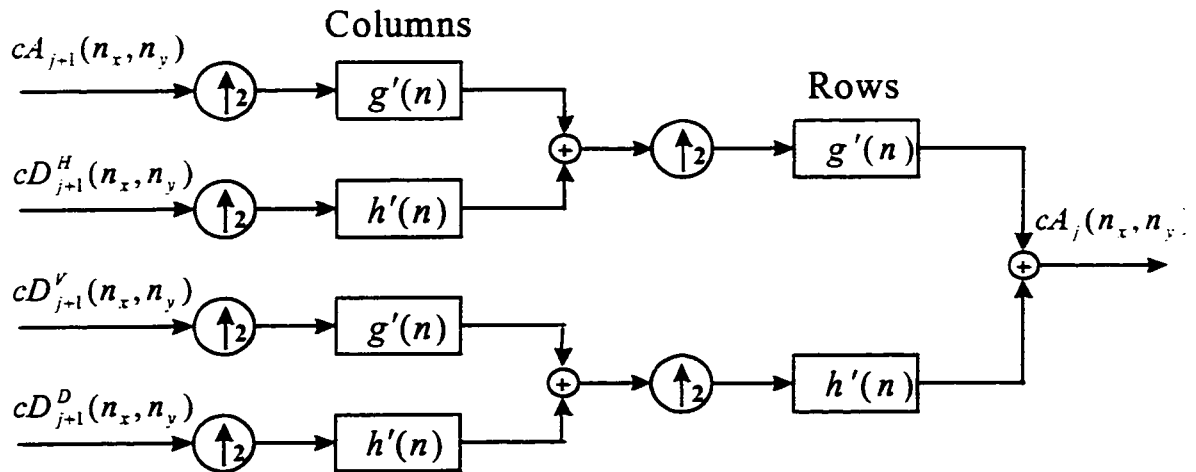 Columns
cA_{j+1}(n_x, n_y)
↑2
g'(n)
Rows
↑2
g'(n)
cD^H_{j+1}(n_x, n_y)
↑2
h'(n)
+
cA_j(n_x, n_y)
+
cD^V_{j+1}(n_x, n_y)
↑2
g'(n)
+
↑2
h'(n)
cD^D_{j+1}(n_x, n_y)
↑2
h'(n)